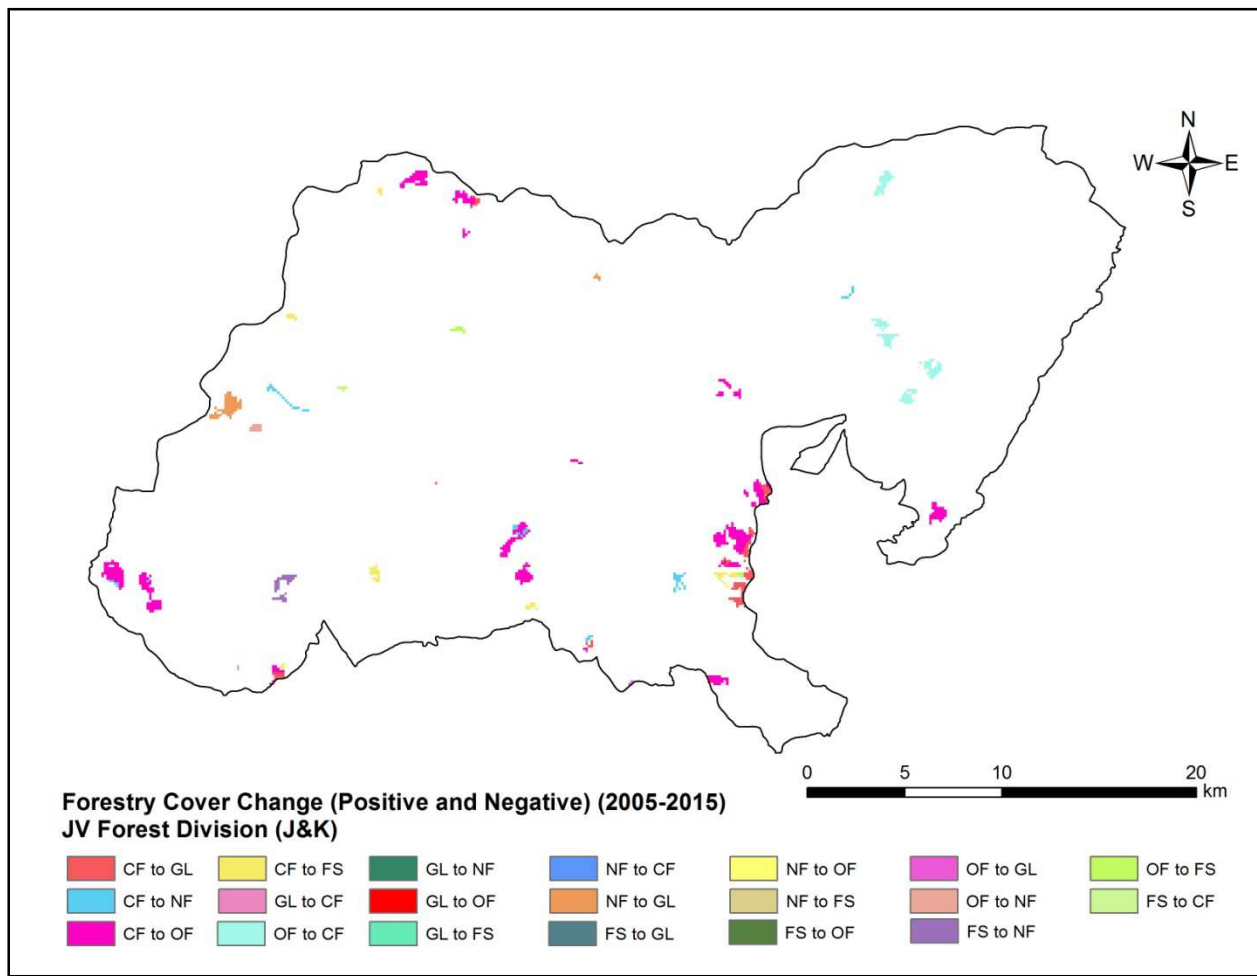 N
W E
S
0 5 10 20
km
Forestry Cover Change (Positive and Negative) (2005-2015)
JV Forest Division (J&K)
CF to GL CF to FS GL to NF NF to CF NF to OF OF to GL OF to FS
CF to NF GL to CF GL to OF NF to GL NF to FS OF to NF FS to CF
CF to OF OF to CF GL to FS FS to GL FS to OF FS to NF